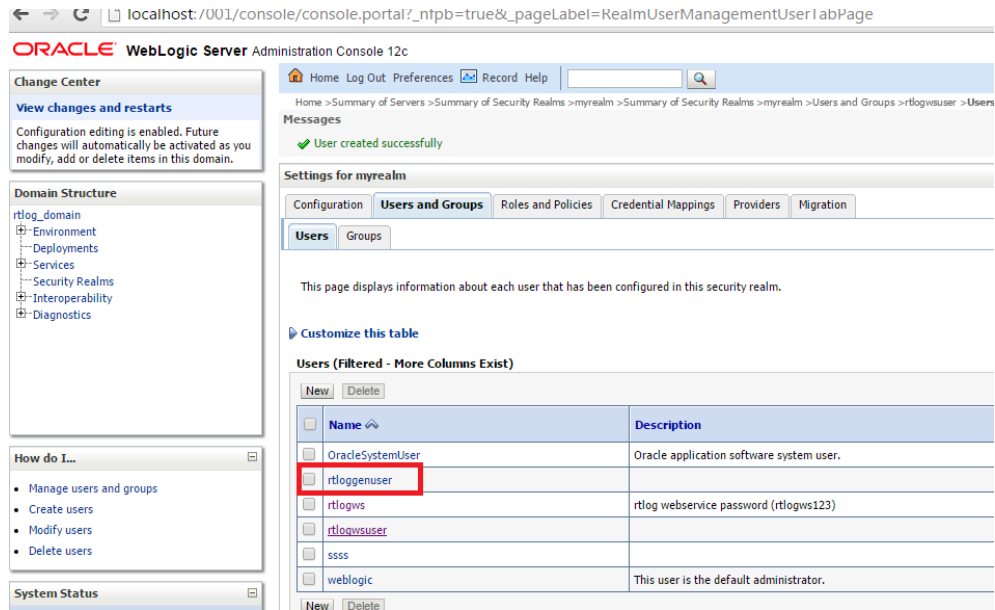 localhost:7001/console/console.portal?_nfpb=true&_pageLabel=RealmUserManagementUserTabPage
ORACLE WebLogic Server Administration Console 12c
Change Center
View changes and restarts
Configuration editing is enabled. Future
changes will automatically be activated as you
modify, add or delete items in this domain.
Domain Structure
rtlog_domain
Environment
Deployments
Services
Security Realms
Interoperability
Diagnostics
How do I...
Manage users and groups
Create users
Modify users
Delete users
System Status
Home Log Out Preferences Record Help
Home >Summary of Servers >Summary of Security Realms >myrealm >Summary of Security Realms >myrealm >Users and Groups >rtlogwsuser >Users
Messages
User created successfully
Settings for myrealm
Configuration Users and Groups Roles and Policies Credential Mappings Providers Migration
Users Groups
This page displays information about each user that has been configured in this security realm.
Customize this table
Users (Filtered - More Columns Exist)
New Delete
Name Description
OracleSystemUser Oracle application software system user.
rtloggenuser
rtlogws rtlog webservice password (rtlogws123)
rtlogwsuser
ssss
weblogic This user is the default administrator.
New Delete